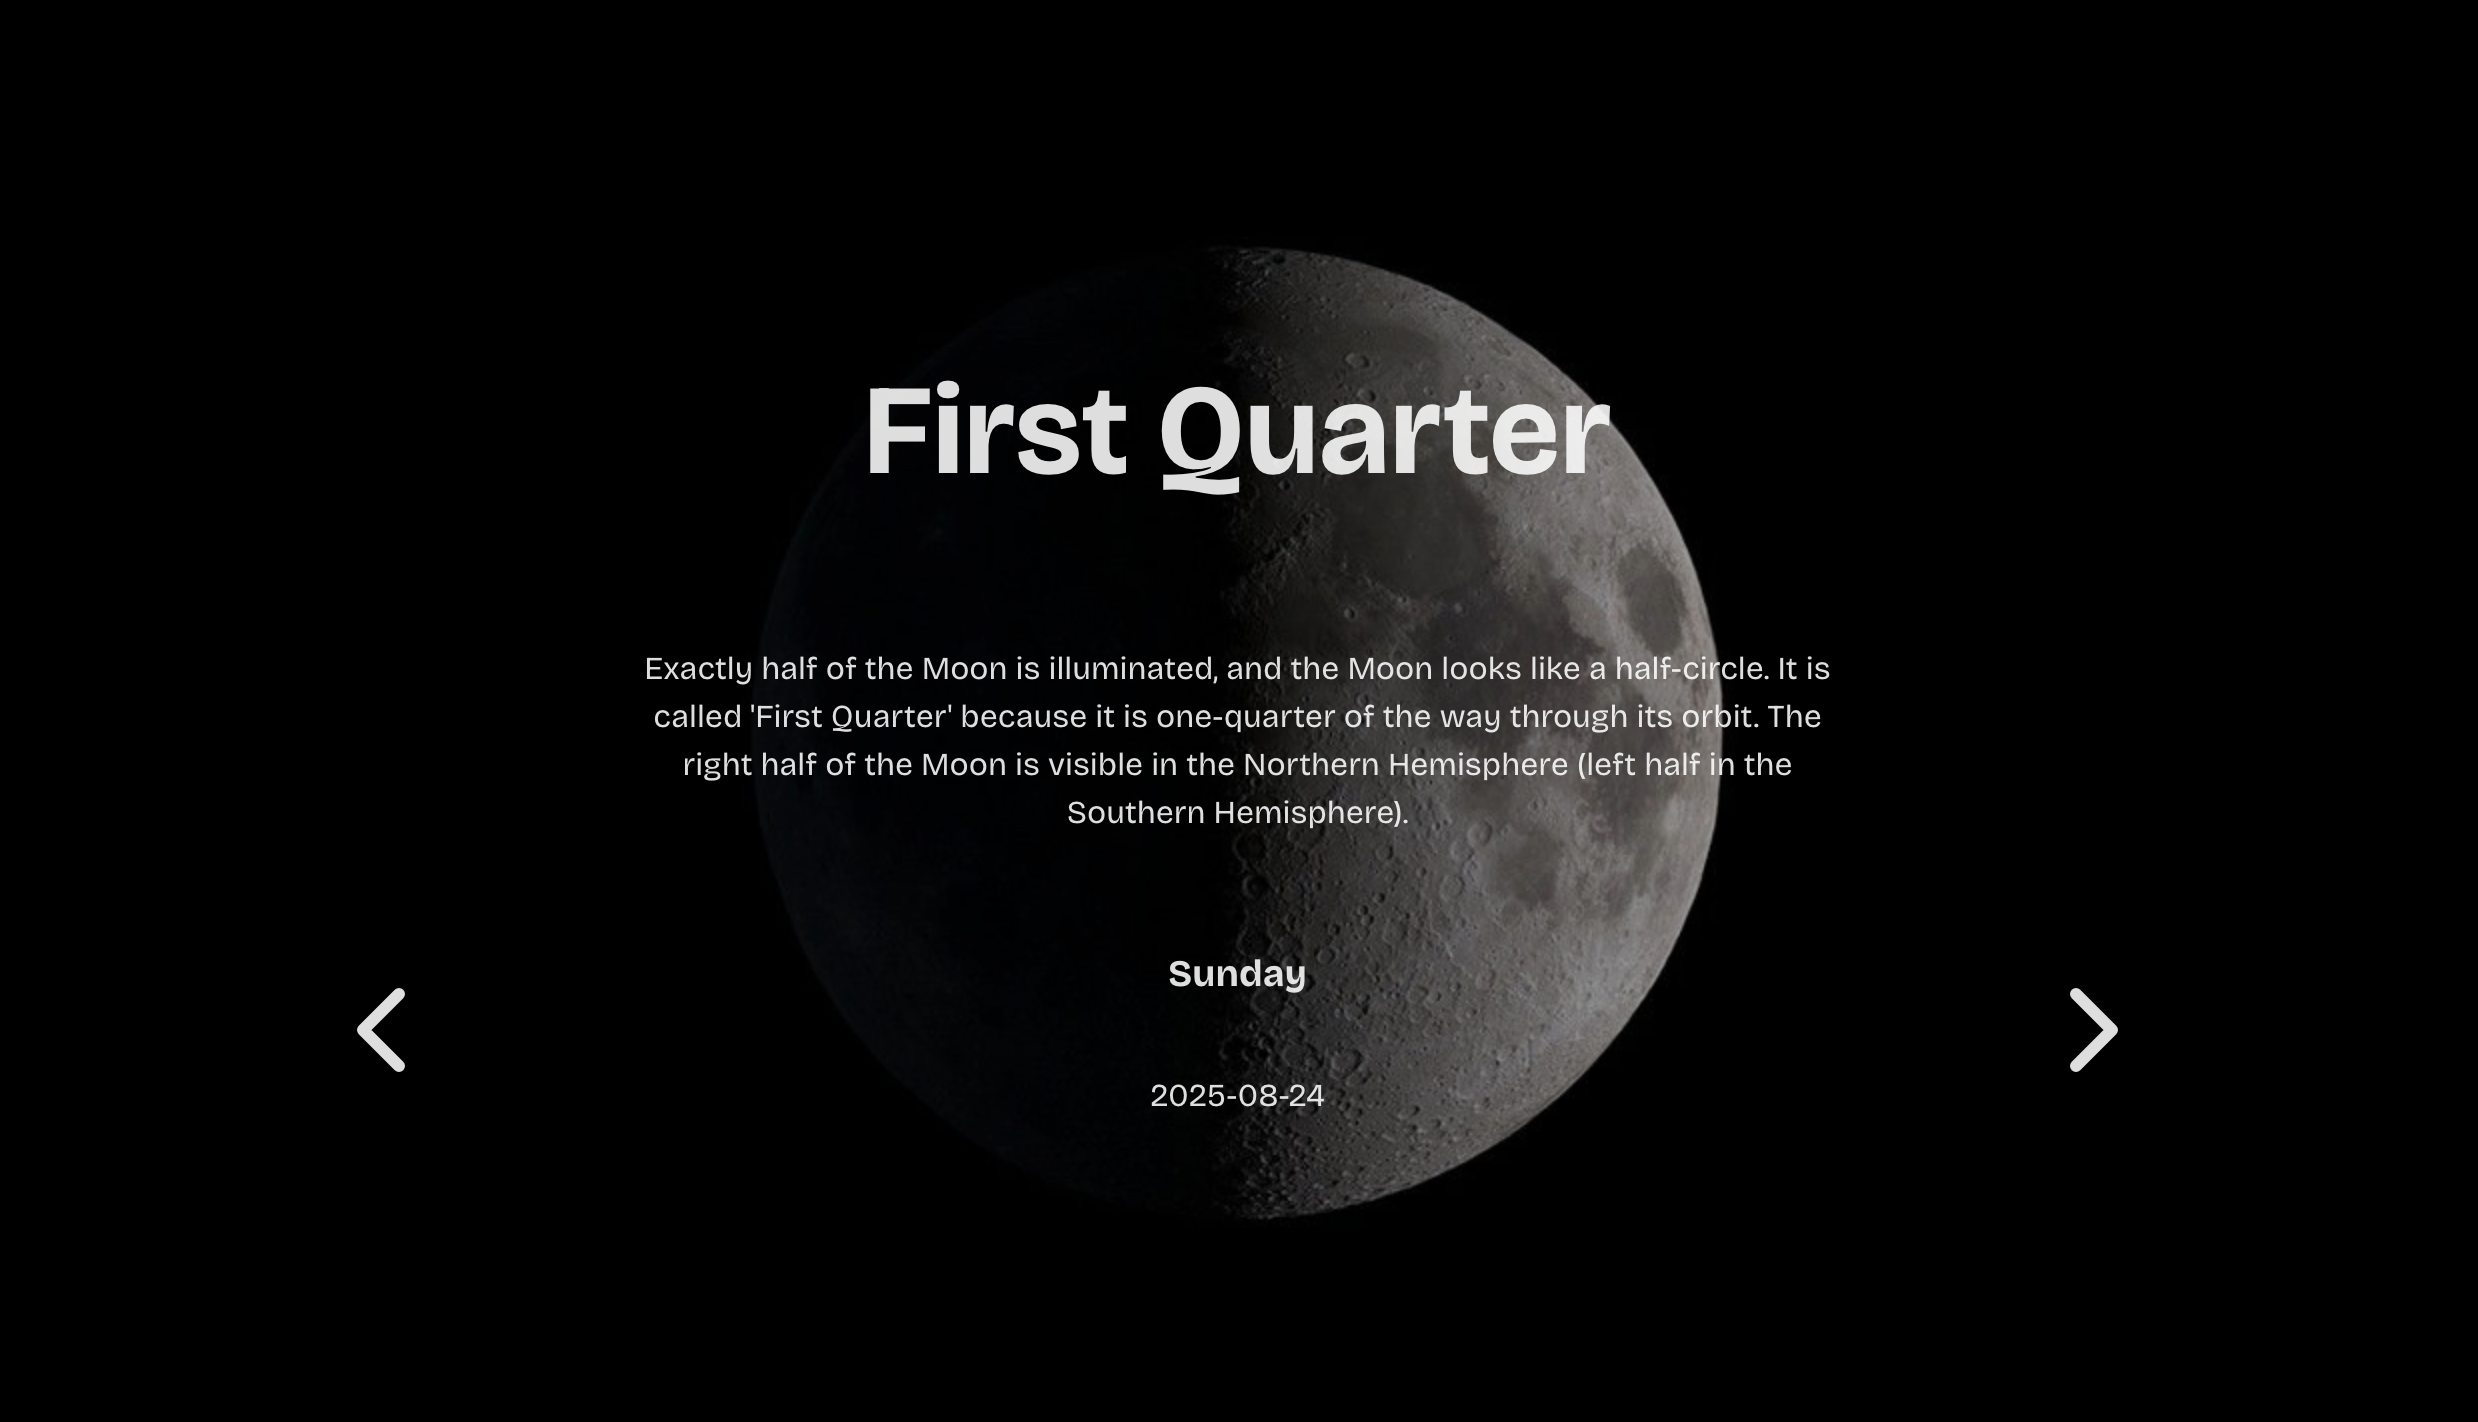 First Quarter
Exactly half of the Moon is illuminated, and the Moon looks like a half-circle. It is
called 'First Quarter' because it is one-quarter of the way through its orbit. The
right half of the Moon is visible in the Northern Hemisphere (left half in the
Southern Hemisphere).
Sunday
2025-08-24